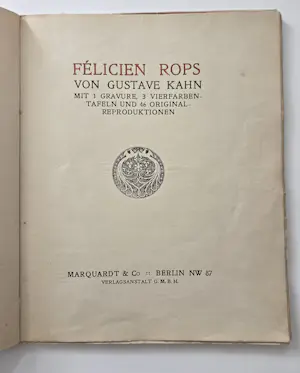 FÉLICIEN ROPS
VON GUSTAVE KAHN
MIT 1 GRAVURE, 3 VIERFARBEN-
TAFELN UND 46 ORIGINAL-
REPRODUKTIONEN
MARQUARDT & Co :: BERLIN NW 87
VERLAGSANSTALT G. M. B. H.